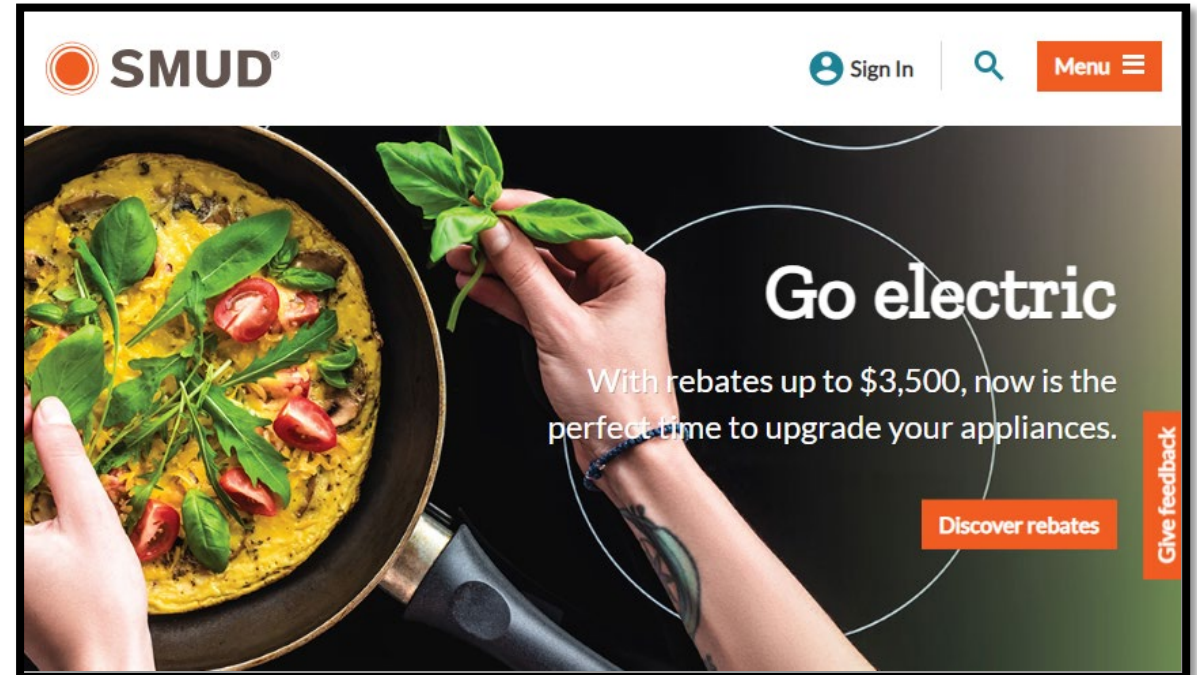 SMUD®
Sign In
Menu
Go electric
With rebates up to $3,500, now is the
perfect time to upgrade your appliances.
Discover rebates
Give feedback